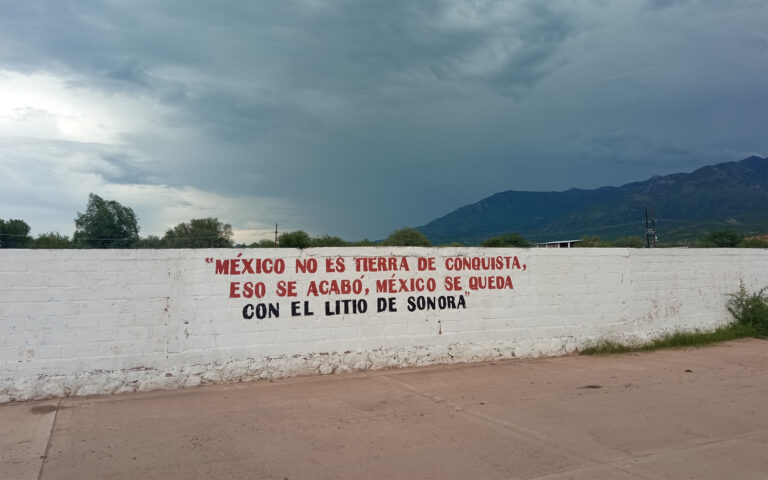 "MÉXICO NO ES TIERRA DE CONQUISTA,
ESO SE ACABÓ, MÉXICO SE QUEDA
CON EL LITIO DE SONORA"